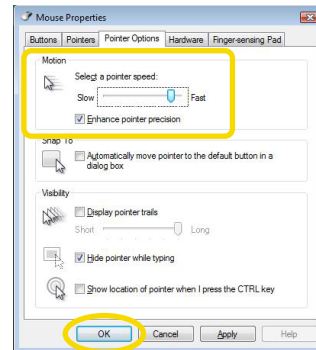 Mouse Properties
Buttons Pointers Pointer Options Hardware Finger-sensing Pad
Motion
Select a pointer speed:
Slow Fast
Enhance pointer precision
Snap To
Automatically move pointer to the default button in a
dialog box
Visibility
Display pointer trails
Short Long
Hide pointer while typing
Show location of pointer when I press the CTRL key
OK Cancel Apply Help